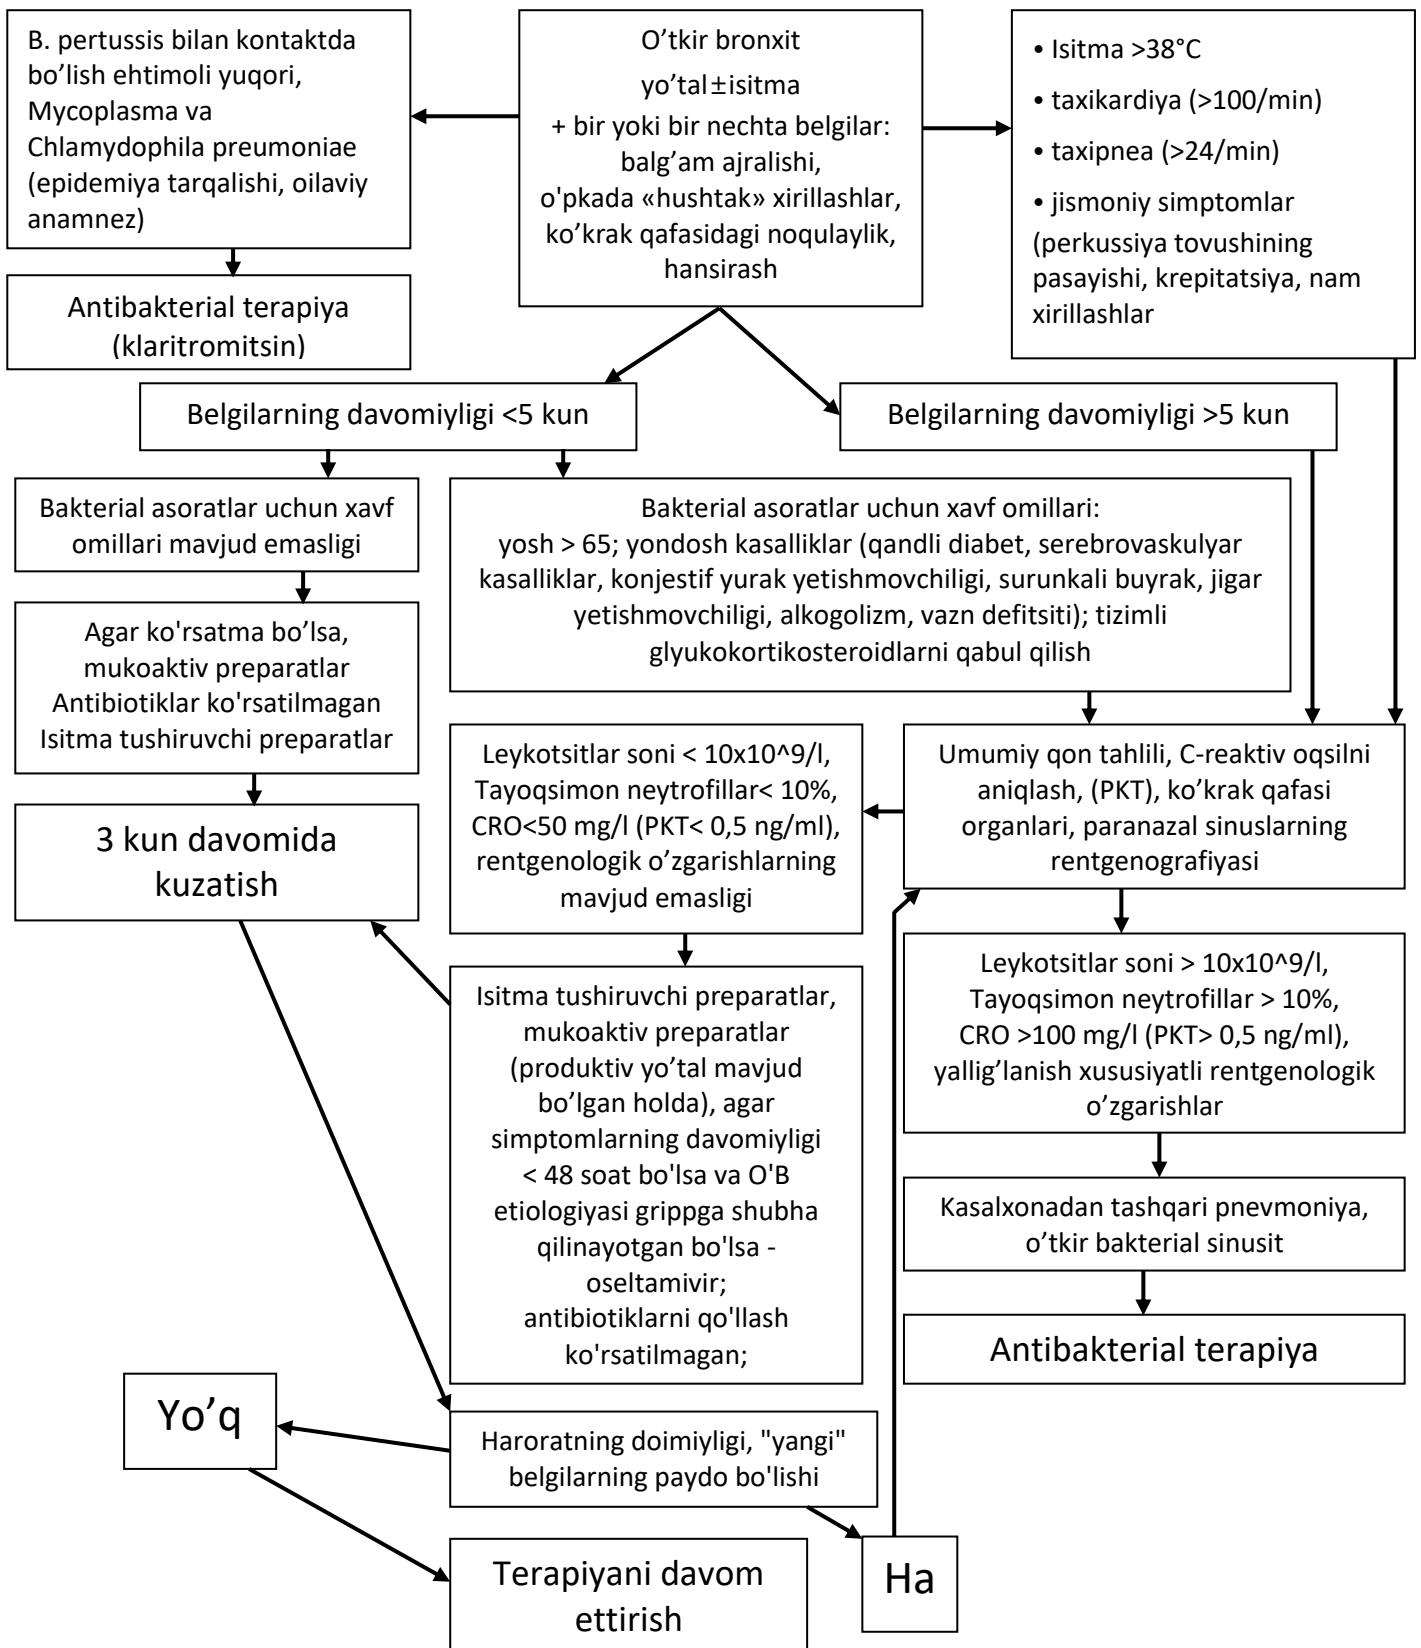 B. pertussis bilan kontaktda
bo’lish ehtimoli yuqori,
Mycoplasma va
Chlamydophila preumoniae
(epidemiya tarqalishi, oilaviy
anamnez)
O’tkir bronxit
yo’tal±isitma
+ bir yoki bir nechta belgilar:
balg’am ajralishi,
o'pkada «hushtak» xirillashlar,
ko’krak qafasidagi noqulaylik,
hansirash
• Isitma >38°C
• taxikardiya (>100/min)
• taxipnea (>24/min)
• jismoniy simptomlar
(perkussiya tovushining
pasayishi, krepitatsiya, nam
xirillashlar
Antibakterial terapiya
(klaritromitsin)
Belgilarning davomiyligi <5 kun
Belgilarning davomiyligi >5 kun
Bakterial asoratlar uchun xavf
omillari mavjud emasligi
Bakterial asoratlar uchun xavf omillari:
yosh > 65; yondosh kasalliklar (qandli diabet, serebrovaskulyar
kasalliklar, konjestif yurak yetishmovchiligi, surunkali buyrak, jigar
yetishmovchiligi, alkogolizm, vazn defitsiti); tizimli
glyukokortikosteroidlarni qabul qilish
Agar ko'rsatma bo’lsa,
mukoaktiv preparatlar
Antibiotiklar ko'rsatilmagan
Isitma tushiruvchi preparatlar
Leykotsitlar soni < 10x10^9/l,
Tayoqsimon neytrofillar< 10%,
CRO<50 mg/l (PKT< 0,5 ng/ml),
rentgenologik o’zgarishlarning
mavjud emasligi
Umumiy qon tahlili, C-reaktiv oqsilni
aniqlash, (PKT), ko’krak qafasi
organlari, paranazal sinuslarning
rentgenografiyasi
3 kun davomida
kuzatish
Leykotsitlar soni > 10x10^9/l,
Tayoqsimon neytrofillar > 10%,
CRO >100 mg/l (PKT> 0,5 ng/ml),
yallig’lanish xususiyatli rentgenologik
o’zgarishlar
Isitma tushiruvchi preparatlar,
mukoaktiv preparatlar
(produktiv yo’tal mavjud
bo’lgan holda), agar
simptomlarning davomiyligi
< 48 soat bo'lsa va O'B
etiologiyasi grippga shubha
qilinayotgan bo'lsa -
oseltamivir;
antibiotiklarni qo'llash
ko'rsatilmagan;
Kasalxonadan tashqari pnevmoniya,
o’tkir bakterial sinusit
Antibakterial terapiya
Yo’q
Haroratning doimiyligi, "yangi"
belgilarning paydo bo'lishi
Ha
Terapiyani davom
ettirish